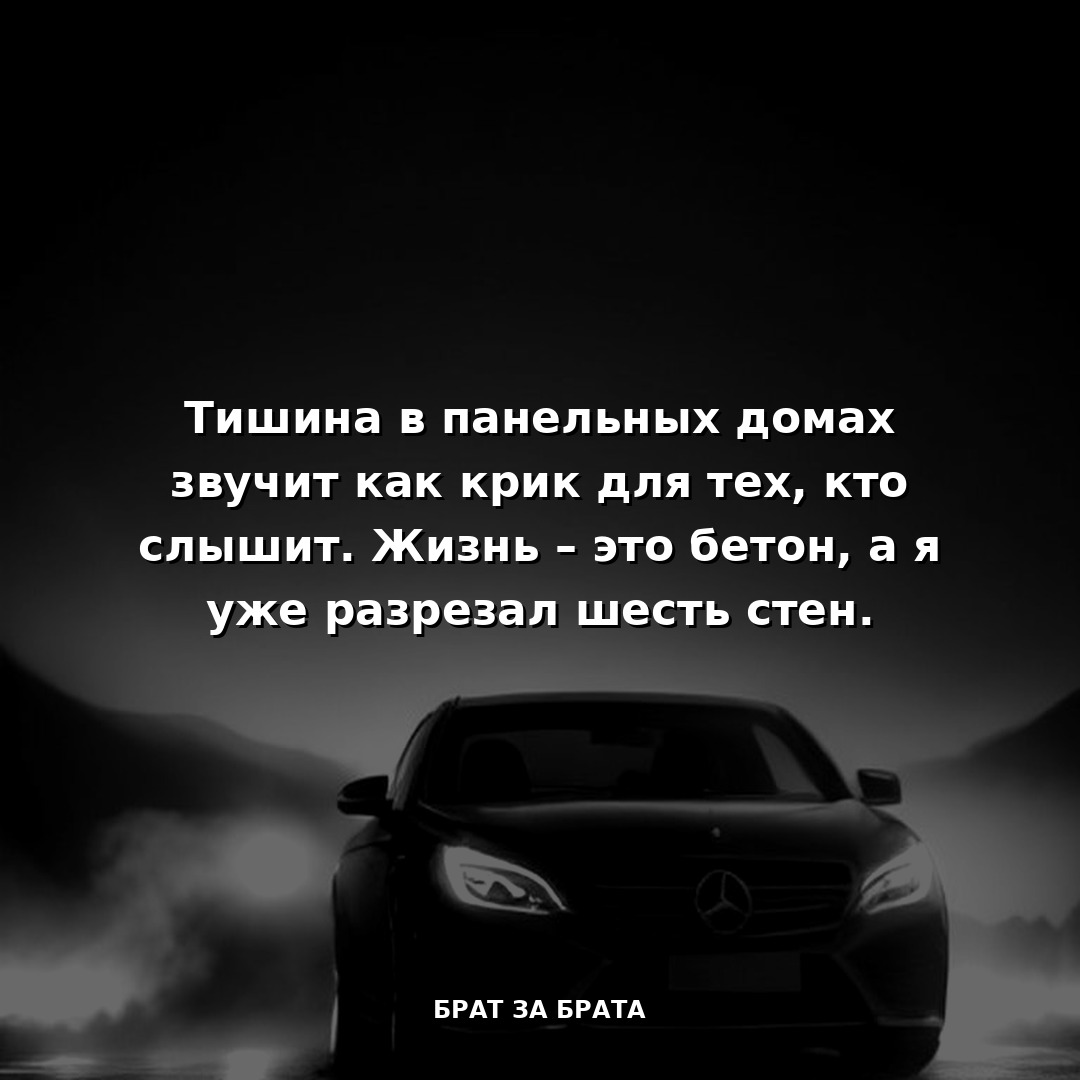 Тишина в панельных домах
звучит как крик для тех, кто
слышит. Жизнь – это бетон, а я
уже разрезал шесть стен.
БРАТ ЗА БРАТА